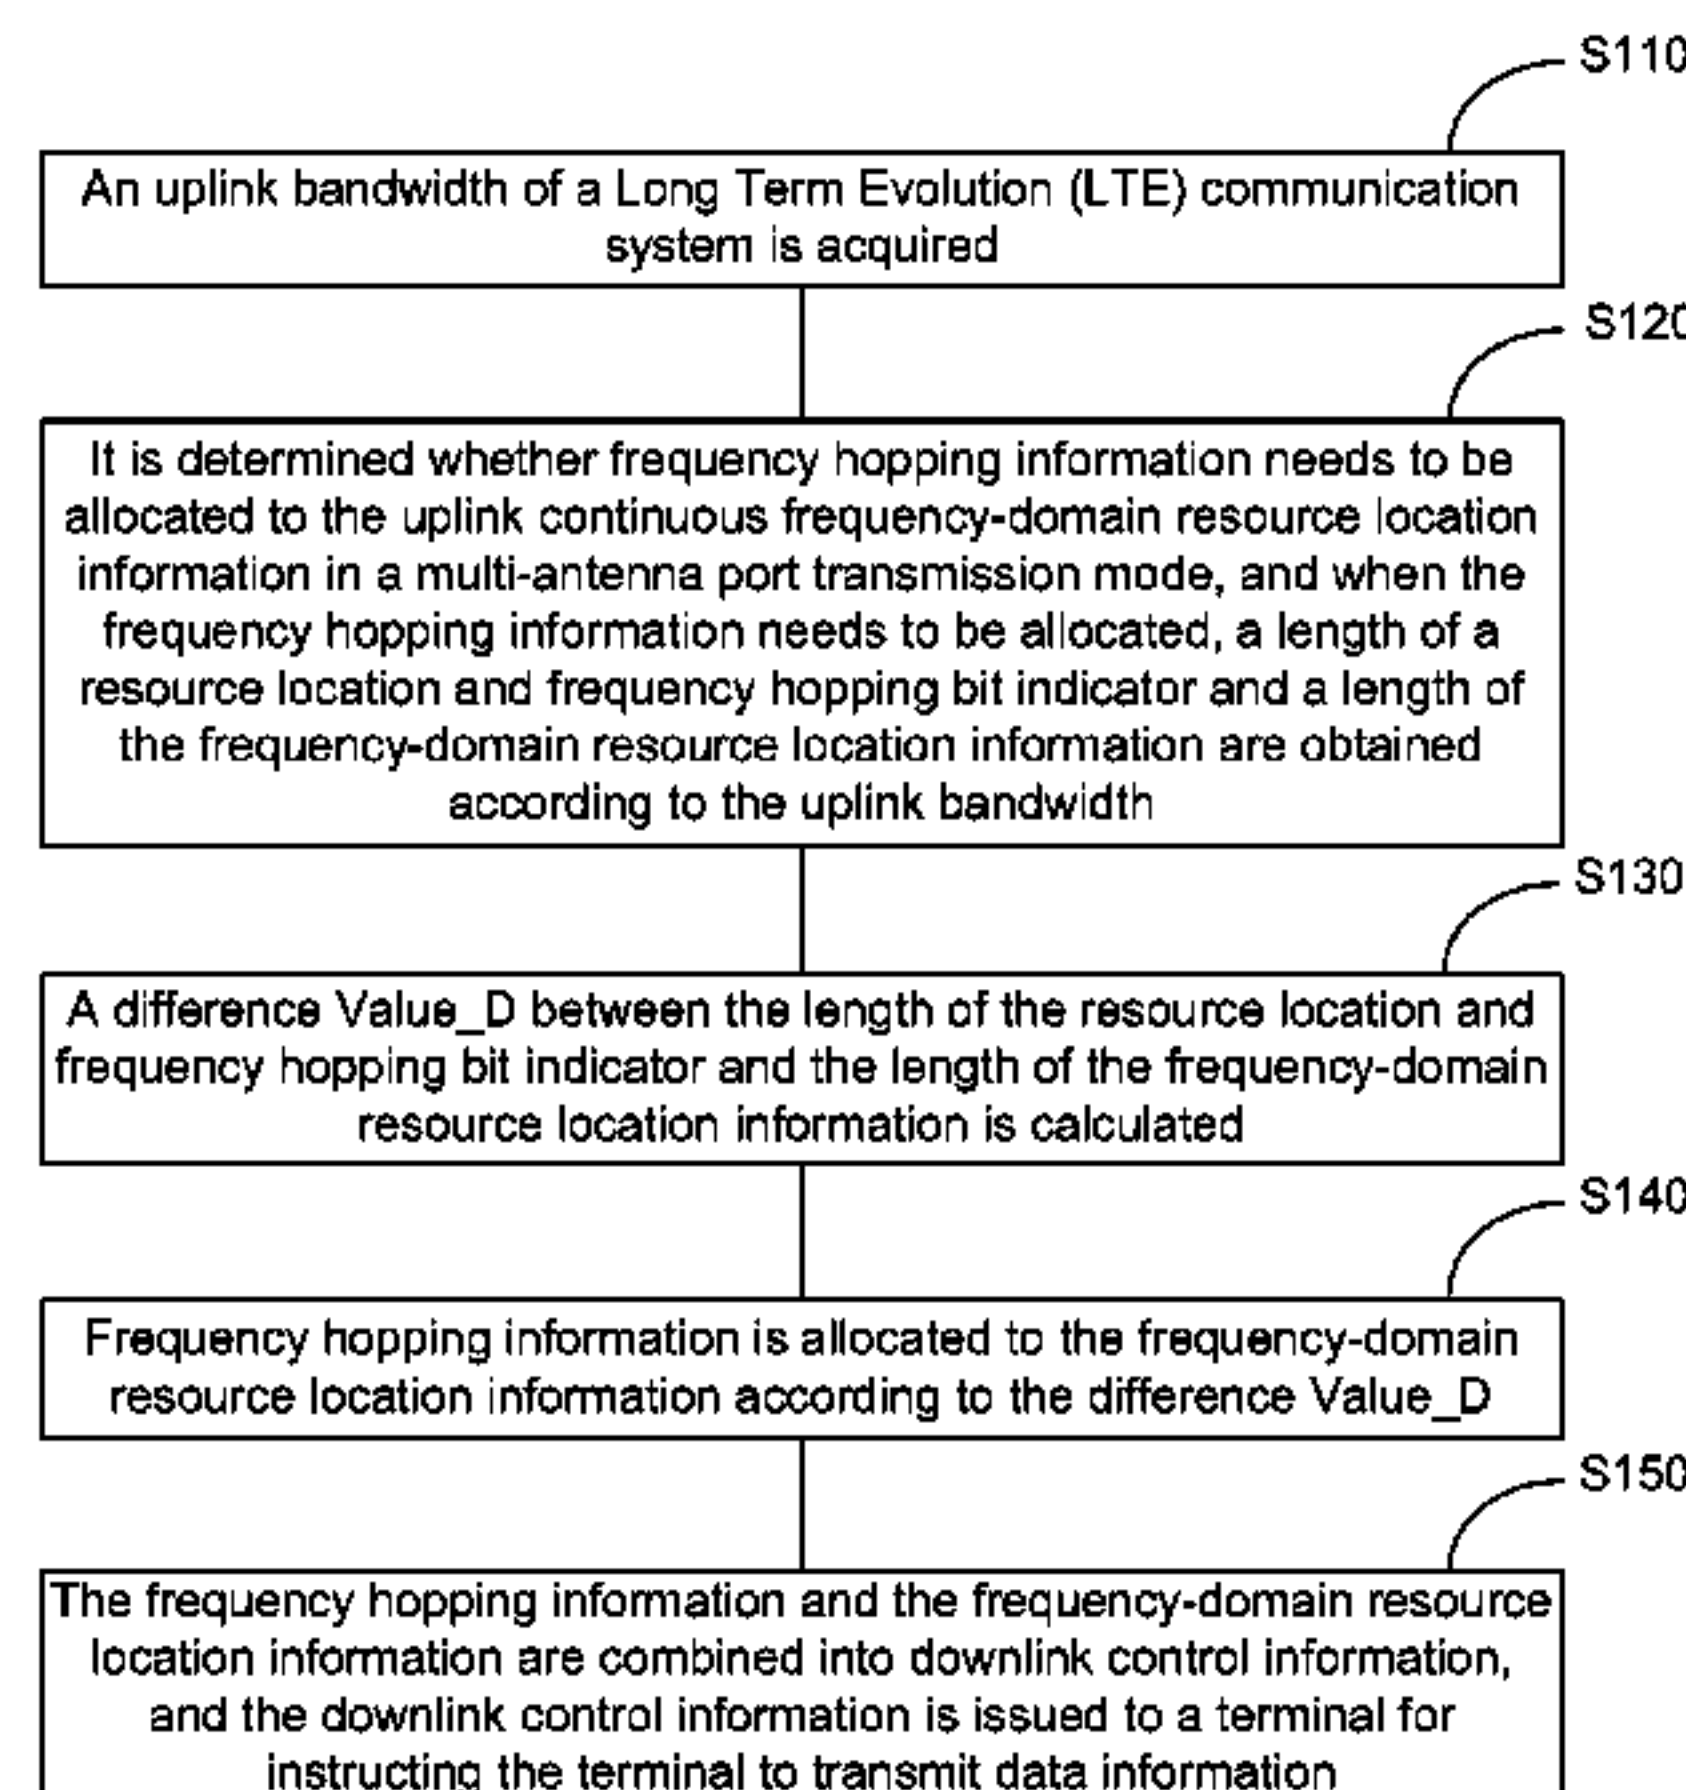 S110
An uplink bandwidth of a Long Term Evolution (LTE) communication
system is acquired
S120
It is determined whether frequency hopping information needs to be
allocated to the uplink continuous frequency-domain resource location
information in a multi-antenna port transmission mode, and when the
frequency hopping information needs to be allocated, a length of a
resource location and frequency hopping bit indicator and a length of
the frequency-domain resource location information are obtained
according to the uplink bandwidth
S130
A difference Value_D between the length of the resource location and
frequency hopping bit indicator and the length of the frequency-domain
resource location information is calculated
S140
Frequency hopping information is allocated to the frequency-domain
resource location information according to the difference Value_D
S150
The frequency hopping information and the frequency-domain resource
location information are combined into downlink control information,
and the downlink control information is issued to a terminal for
instructing the terminal to transmit data information